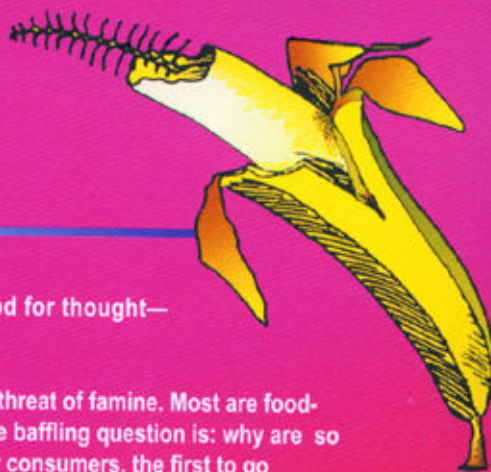 d for thought—
threat of famine. Most are food-
e baffling question is: why are so
consumers, the first to go